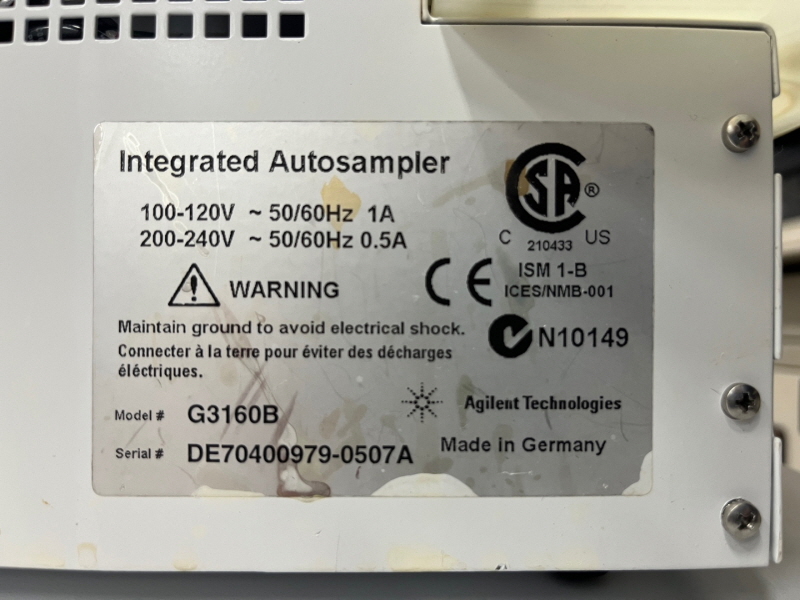 Integrated Autosampler
100-120V ~ 50/60Hz 1A
200-240V ~ 50/60Hz 0.5A
SA ®
C 210433 US
WARNING
CE
ISM 1-B
ICES/NMB-001
Maintain ground to avoid electrical shock.
Connecter à la terre pour éviter des décharges
éléctriques.
N10149
Model # G3160B
Agilent Technologies
Serial # DE70400979-0507A
Made in Germany